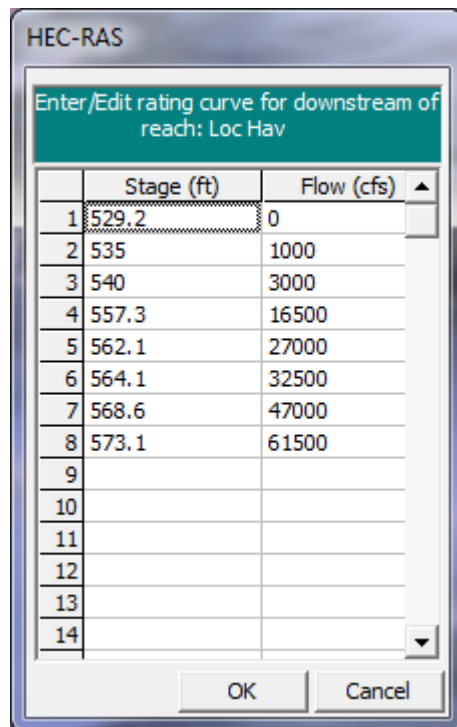 HEC-RAS
Enter/Edit rating curve for downstream of
reach: Loc Hav
Stage (ft) Flow (cfs)
1 529.2 0
2 535 1000
3 540 3000
4 557.3 16500
5 562.1 27000
6 564.1 32500
7 568.6 47000
8 573.1 61500
9
10
11
12
13
14
OK Cancel